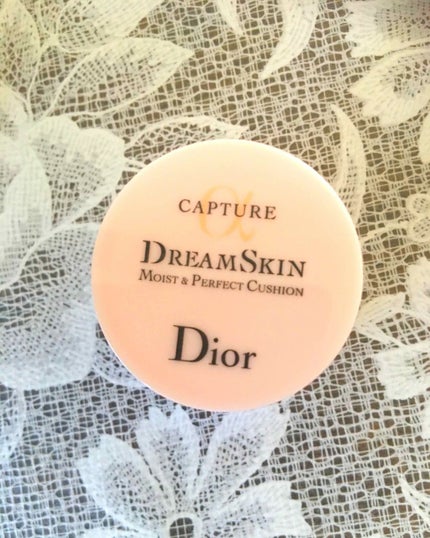 CAPTURE
DREAMSKIN
MOIST & PERFECT CUSHION
Dior